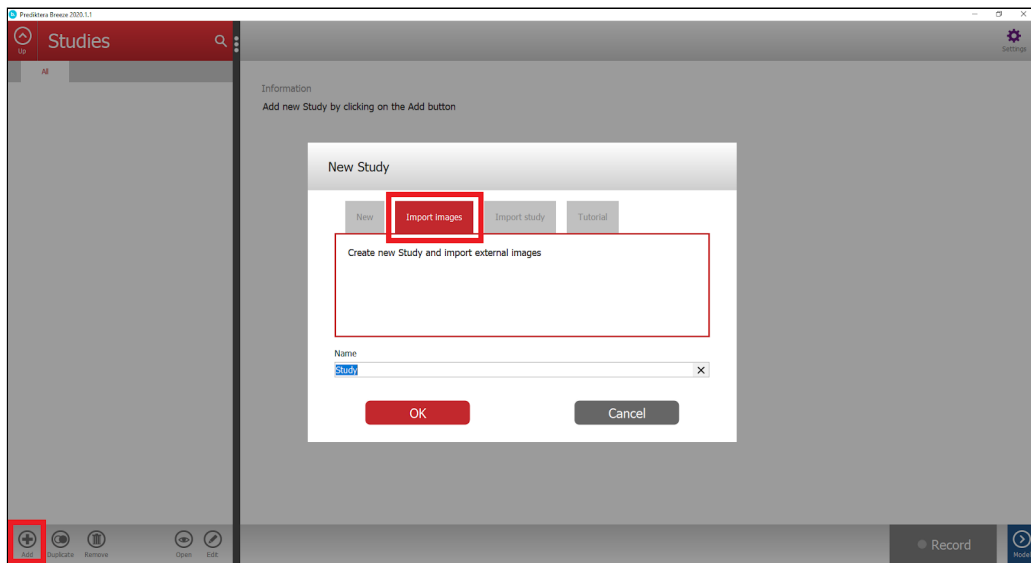 Prediktera Breeze 2020.1.1
Up
Studies
Settings
All
Information
Add new Study by clicking on the Add button
New Study
New
Import images
Import study
Tutorial
Create new Study and import external images
Name
Study
OK
Cancel
Add
Duplicate
Remove
Open
Edit
Record
Model